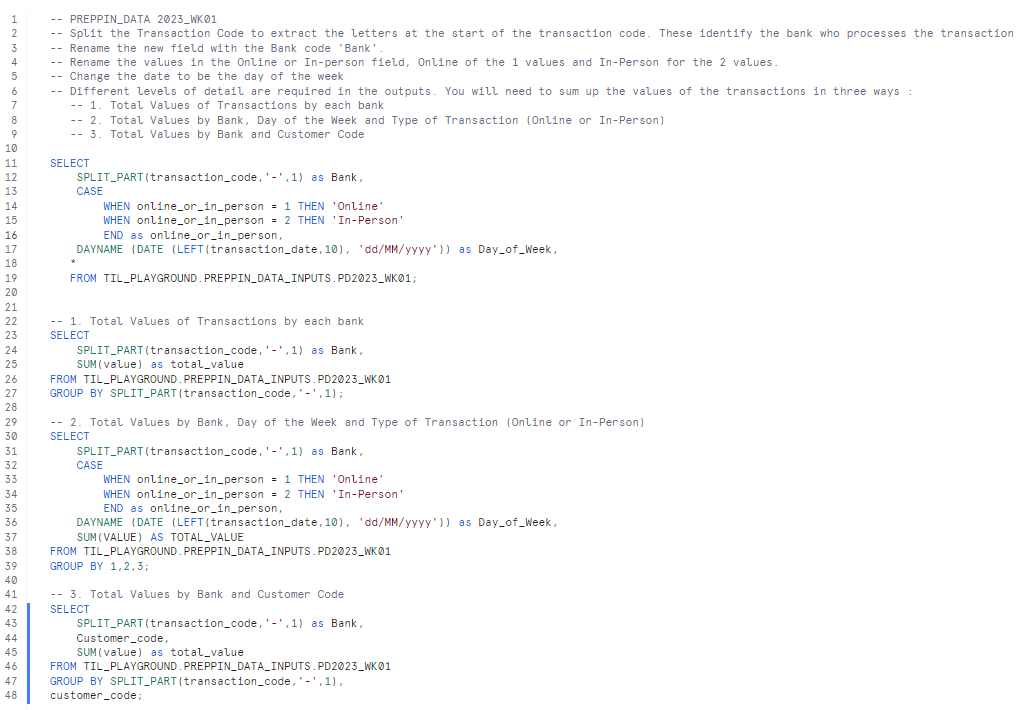 1 -- PREPPIN_DATA 2023_WK01
2 -- Split the Transaction Code to extract the letters at the start of the transaction code. These identify the bank who processes the transaction
3 -- Rename the new field with the Bank code 'Bank'.
4 -- Rename the values in the Online or In-person field, Online of the 1 values and In-Person for the 2 values.
5 -- Change the date to be the day of the week
6 -- Different levels of detail are required in the outputs. You will need to sum up the values of the transactions in three ways :
7 -- 1. Total Values of Transactions by each bank
8 -- 2. Total Values by Bank, Day of the Week and Type of Transaction (Online or In-Person)
9 -- 3. Total Values by Bank and Customer Code
10
11 SELECT
12 SPLIT_PART(transaction_code,'-',1) as Bank,
13 CASE
14 WHEN online_or_in_person = 1 THEN 'Online'
15 WHEN online_or_in_person = 2 THEN 'In-Person'
16 END as online_or_in_person,
17 DAYNAME (DATE (LEFT(transaction_date,10), 'dd/MM/yyyy')) as Day_of_Week,
18 *
19 FROM TIL_PLAYGROUND.PREPPIN_DATA_INPUTS.PD2023_WK01;
20
21
22 -- 1. Total Values of Transactions by each bank
23 SELECT
24 SPLIT_PART(transaction_code,'-',1) as Bank,
25 SUM(value) as total_value
26 FROM TIL_PLAYGROUND.PREPPIN_DATA_INPUTS.PD2023_WK01
27 GROUP BY SPLIT_PART(transaction_code,'-',1);
28
29 -- 2. Total Values by Bank, Day of the Week and Type of Transaction (Online or In-Person)
30 SELECT
31 SPLIT_PART(transaction_code,'-',1) as Bank,
32 CASE
33 WHEN online_or_in_person = 1 THEN 'Online'
34 WHEN online_or_in_person = 2 THEN 'In-Person'
35 END as online_or_in_person,
36 DAYNAME (DATE (LEFT(transaction_date,10), 'dd/MM/yyyy')) as Day_of_Week,
37 SUM(VALUE) AS TOTAL_VALUE
38 FROM TIL_PLAYGROUND.PREPPIN_DATA_INPUTS.PD2023_WK01
39 GROUP BY 1,2,3;
40
41 -- 3. Total Values by Bank and Customer Code
42 SELECT
43 SPLIT_PART(transaction_code,'-',1) as Bank,
44 Customer_code,
45 SUM(value) as total_value
46 FROM TIL_PLAYGROUND.PREPPIN_DATA_INPUTS.PD2023_WK01
47 GROUP BY SPLIT_PART(transaction_code,'-',1),
48 customer_code;